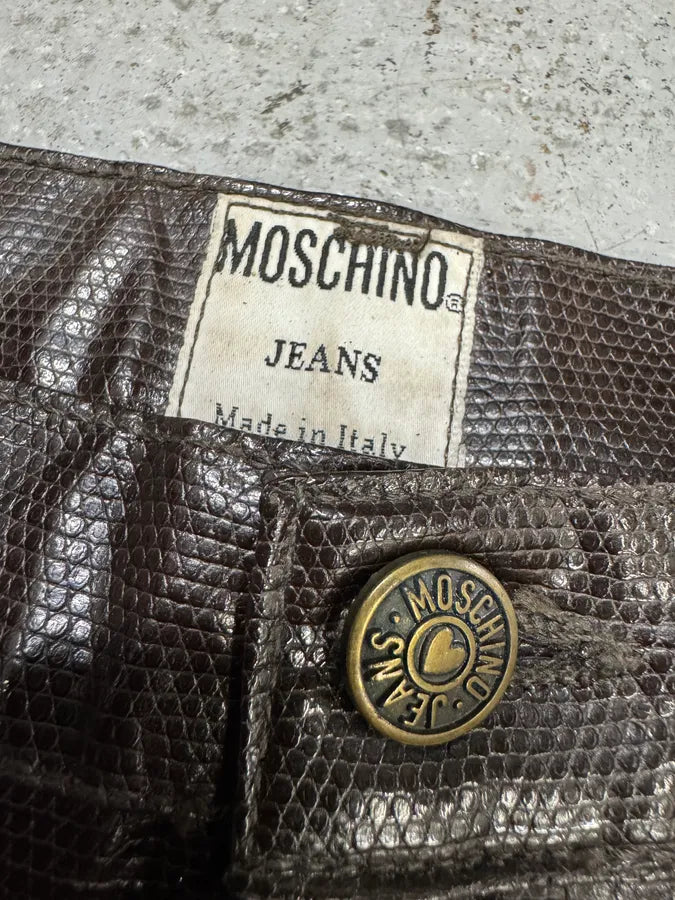 MOSCHINO®
JEANS
Made in Italy
MOSCHINO · JEANS ·